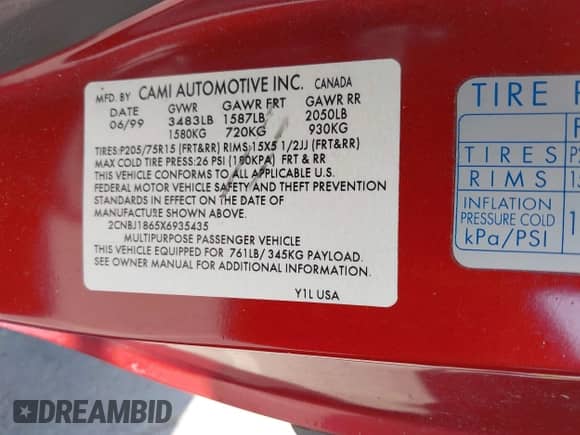 MFD. BY CAMI AUTOMOTIVE INC. CANADA
DATE GVWR GAWR FRT GAWR RR
06/99 3483LB 1587LB 2050LB
1580KG 720KG 930KG
TIRES:P205/75R15 (FRT&RR) RIMS:15X5 1/2JJ (FRT&RR)
MAX COLD TIRE PRESS:26 PSI (180KPA) FRT & RR
THIS VEHICLE CONFORMS TO ALL APPLICABLE U.S.
FEDERAL MOTOR VEHICLE SAFETY AND THEFT PREVENTION
STANDARDS IN EFFECT ON THE DATE OF
MANUFACTURE SHOWN ABOVE.
2CNBJ1865X6935435
MULTIPURPOSE PASSENGER VEHICLE
THIS VEHICLE EQUIPPED FOR 761LB/ 345KG PAYLOAD.
SEE OWNER MANUAL FOR ADDITIONAL INFORMATION.
Y1L USA
TIRE
TIRES
RIMS
INFLATION
PRESSURE COLD
kPa/PSI
DREAMBID